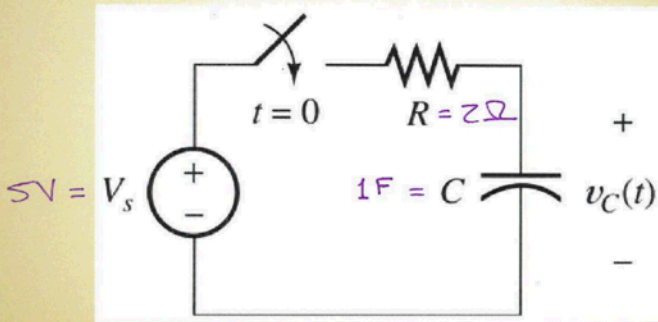 t = 0
R = 2Ω
+
5V = V_s
+
−
1F = C
v_C(t)
−